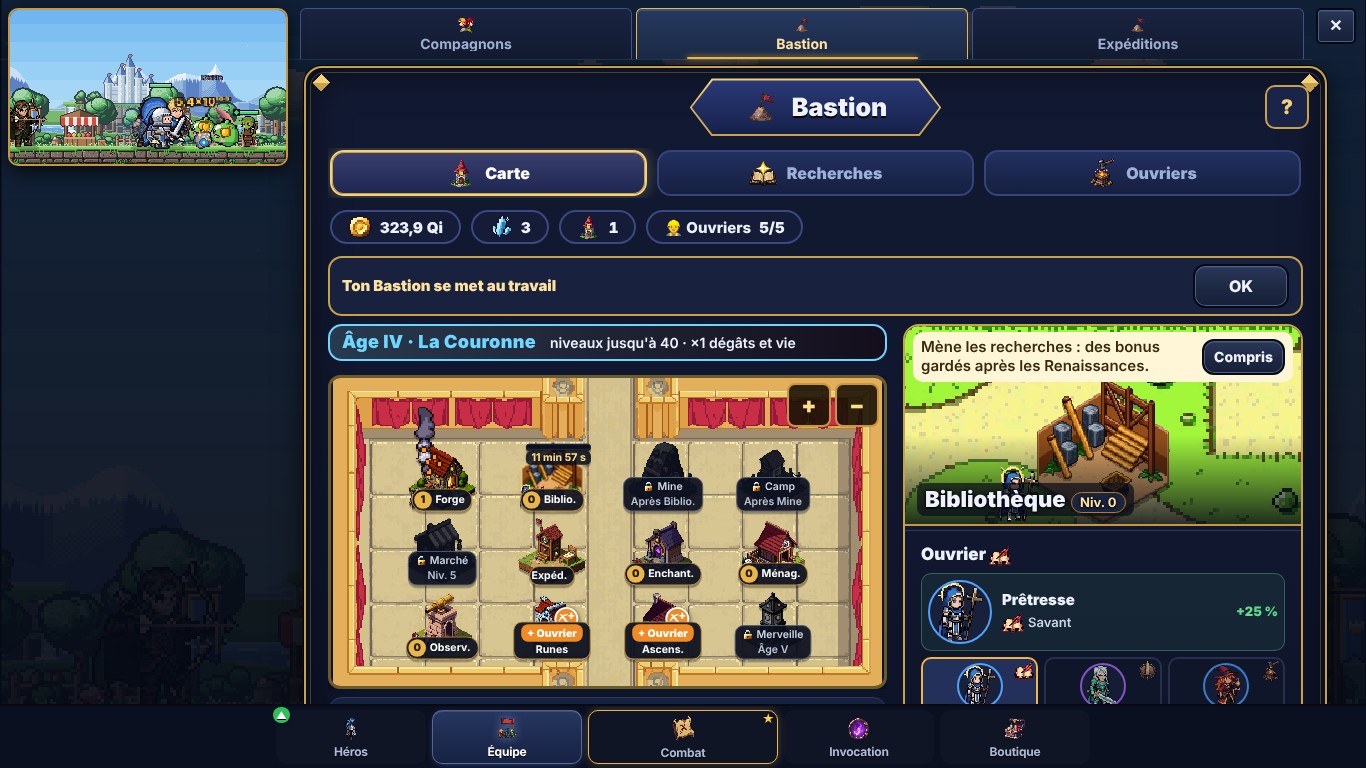 Compagnons
Bastion
Expéditions
×
Bastion
?
Carte
Recherches
Ouvriers
323,9 Qi
3
1
Ouvriers 5/5
Ton Bastion se met au travail
OK
Âge IV · La Couronne niveaux jusqu'à 40 · ×1 dégâts et vie
Mène les recherches : des bonus
gardés après les Renaissances.
Compris
+
−
11 min 57 s
1 Forge
0 Biblio.
Mine
Après Biblio.
Camp
Après Mine
Marché
Niv. 5
Expéd.
0 Enchant.
0 Ménag.
0 Observ.
+ Ouvrier
Runes
+ Ouvrier
Ascens.
Merveille
Âge V
Bibliothèque Niv. 0
Ouvrier
Prêtresse
Savant
+25 %
Héros
Équipe
Combat
Invocation
Boutique